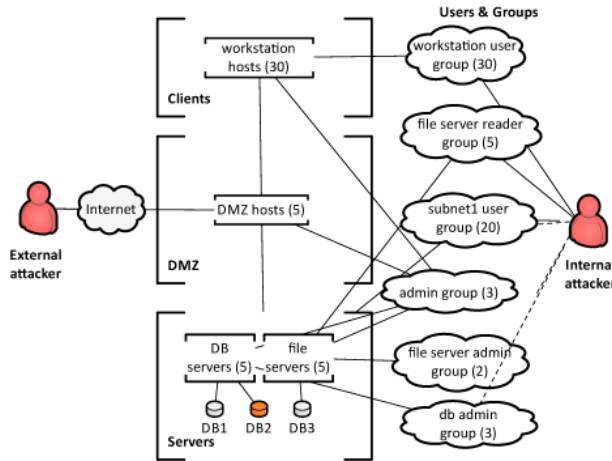 Users & Groups
workstation
hosts (30)
Clients
workstation user
group (30)
file server reader
group (5)
Internet
DMZ hosts (5)
subnet1 user
group (20)
External
attacker
Internal
attacker
DMZ
admin group (3)
DB
servers (5)
file
servers (5)
file server admin
group (2)
DB1
DB2
DB3
db admin
group (3)
Servers